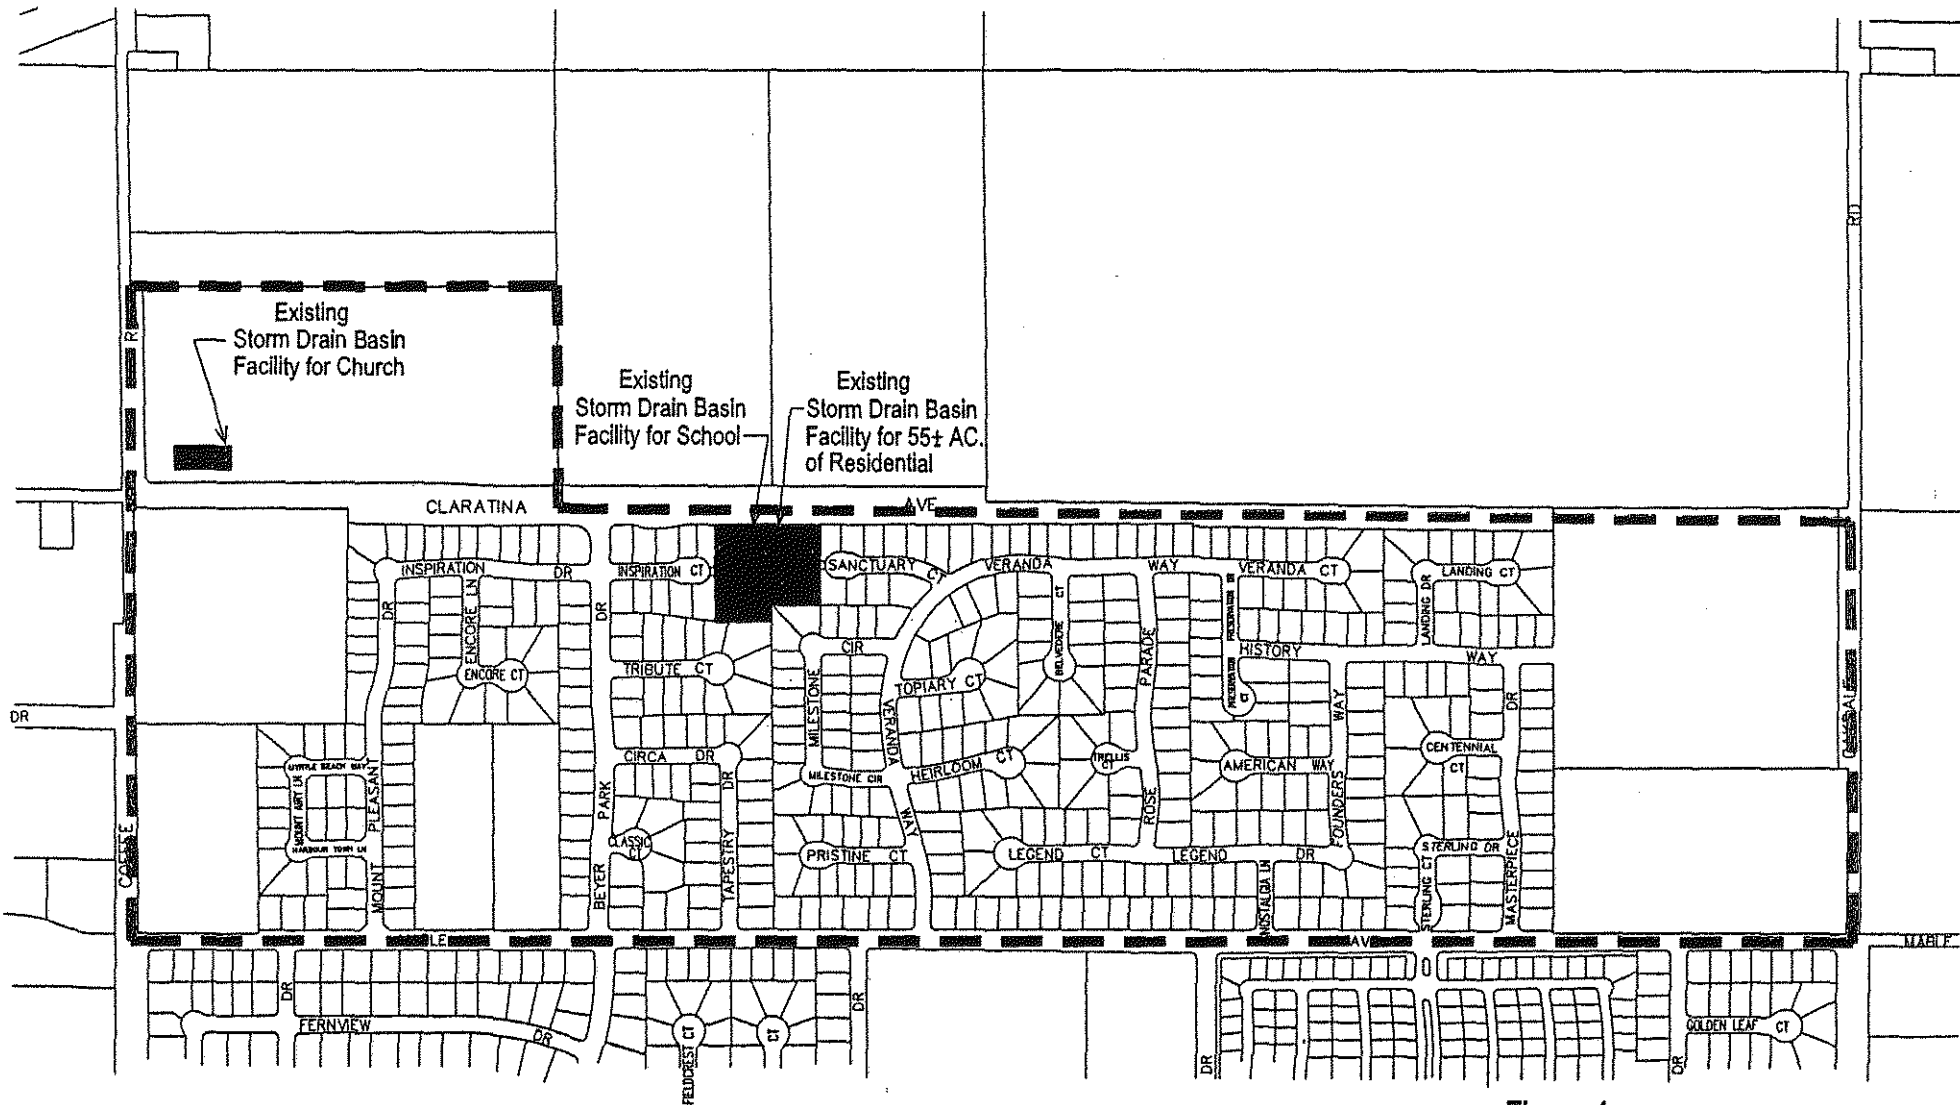 RD
R
Existing
Storm Drain Basin
Facility for Church
Existing
Storm Drain Basin
Facility for School
Existing
Storm Drain Basin
Facility for 55± AC.
of Residential
CLARATINA
AVE
INSPIRATION
DR
INSPIRATION CT
SANCTUARY CT
VERANDA
WAY
VERANDA CT
LANDING CT
LANDING DR
DR
ENCORE LN
ENCORE CT
DR
TRIBUTE CT
CIR
MILESTONE
TOPIARY CT
VERANDA
BELVEDERE
CT
PARADE
PRESERVATION
PRESERVATION
CT
HISTORY
WAY
WAY
DR
DR
CIRCA DR
MILESTONE CIR
HEIRLOOM CT
TRELLIS
CT
AMERICAN WAY
CENTENNIAL
CT
MYRTLE BEACH WAY
MOUNT AIRY LN
HARBOUR TOWN LN
MOUNT PLEASANT
BEYER PARK
CLASSIC
CT
TAPESTRY DR
PRISTINE CT
WAY
LEGEND CT
ROSE
LEGEND DR
FOUNDERS
STERLING DR
STERLING CT
NOSTALGIA LN
MASTERPIECE
COFFE
LE
AV
MABLE
DR
FERNVIEW
DR
FIELDCREST CT
CT
DR
DR
DR
GOLDEN LEAF CT